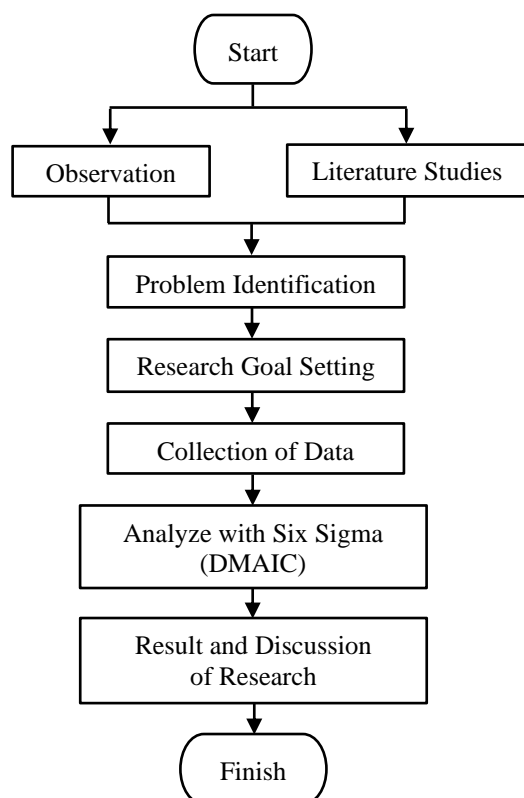 Start
Observation
Literature Studies
Problem Identification
Research Goal Setting
Collection of Data
Analyze with Six Sigma
(DMAIC)
Result and Discussion
of Research
Finish